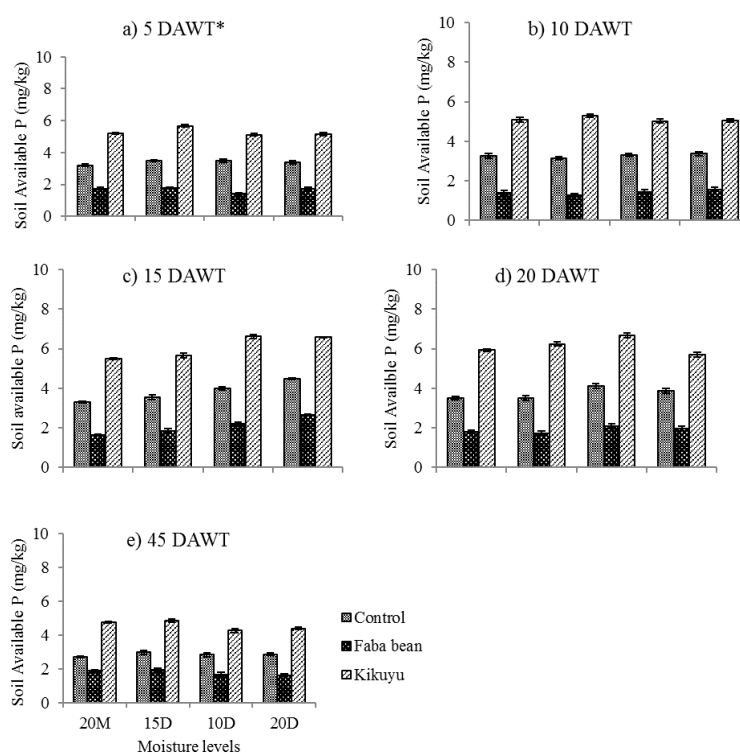 a) 5 DAWT*
Soil Available P (mg/kg)
10
8
6
4
2
0
b) 10 DAWT
Soil Available P (mg/kg)
10
8
6
4
2
0
c) 15 DAWT
Soil available P (mg/kg)
10
8
6
4
2
0
d) 20 DAWT
Soil Availble P (mg/kg)
10
8
6
4
2
0
e) 45 DAWT
Soil Available P (mg/kg)
10
8
6
4
2
0
20M 15D 10D 20D
Moisture levels
Control
Faba bean
Kikuyu